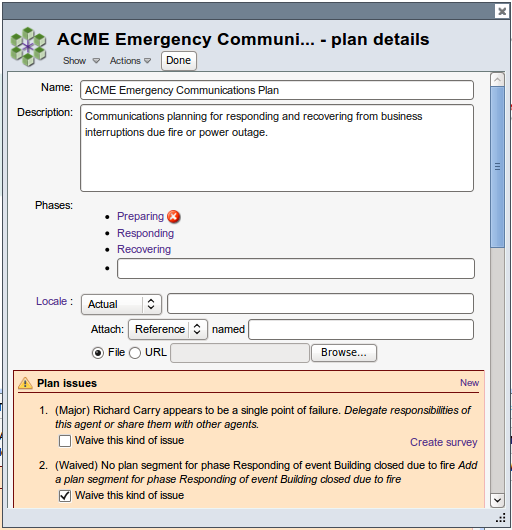 ACME Emergency Communi... - plan details
Show Actions Done
Name: ACME Emergency Communications Plan
Description: Communications planning for responding and recovering from business
interruptions due fire or power outage.
Phases:
• Preparing
• Responding
• Recovering
•
Locale : Actual
Attach: Reference named
File URL Browse...
Plan issues New
1. (Major) Richard Carry appears to be a single point of failure. Delegate responsibilities of
this agent or share them with other agents.
Waive this kind of issue
Create survey
2. (Waived) No plan segment for phase Responding of event Building closed due to fire Add
a plan segment for phase Responding of event Building closed due to fire
Waive this kind of issue